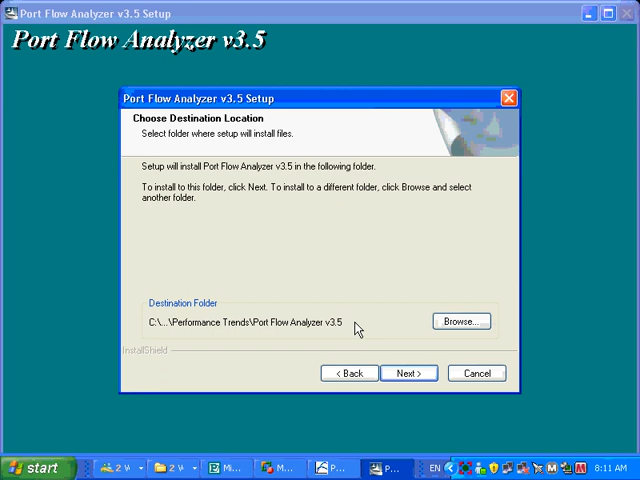 Port Flow Analyzer v3.5 Setup
Port Flow Analyzer v3.5
Port Flow Analyzer v3.5 Setup
Choose Destination Location
Select folder where setup will install files.
Setup will install Port Flow Analyzer v3.5 in the following folder.
To install to this folder, click Next. To install to a different folder, click Browse and select
another folder.
Destination Folder
C:\...\Performance Trends\Port Flow Analyzer v3.5
Browse...
InstallShield
< Back
Next >
Cancel
start
2 V
2 V
Mi...
M...
P...
P...
EN
8:11 AM